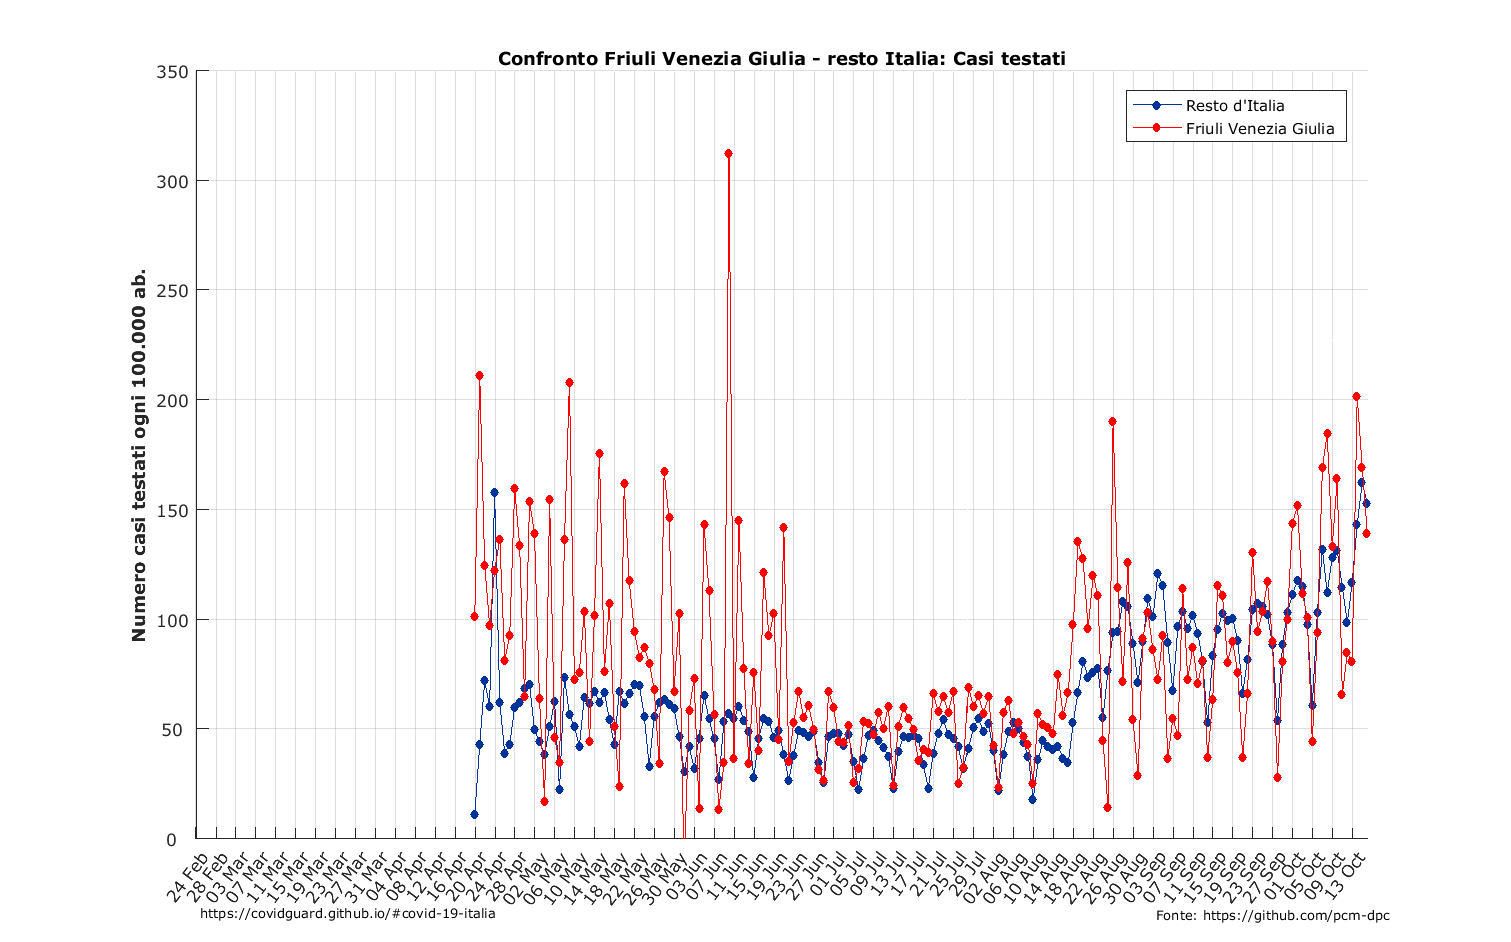 Confronto Friuli Venezia Giulia - resto Italia: Casi testati
Resto d'Italia
Friuli Venezia Giulia
Numero casi testati ogni 100.000 ab.
350
300
250
200
150
100
50
0
24 Feb
28 Feb
03 Mar
07 Mar
11 Mar
15 Mar
19 Mar
23 Mar
27 Mar
31 Mar
04 Apr
08 Apr
12 Apr
16 Apr
20 Apr
24 Apr
28 Apr
02 May
06 May
10 May
14 May
18 May
22 May
26 May
30 May
03 Jun
07 Jun
11 Jun
15 Jun
19 Jun
23 Jun
27 Jun
01 Jul
05 Jul
09 Jul
13 Jul
17 Jul
21 Jul
25 Jul
29 Jul
02 Aug
06 Aug
10 Aug
14 Aug
18 Aug
22 Aug
26 Aug
30 Aug
03 Sep
07 Sep
11 Sep
15 Sep
19 Sep
23 Sep
27 Sep
01 Oct
05 Oct
09 Oct
13 Oct
https://covidguard.github.io/#covid-19-italia
Fonte: https://github.com/pcm-dpc